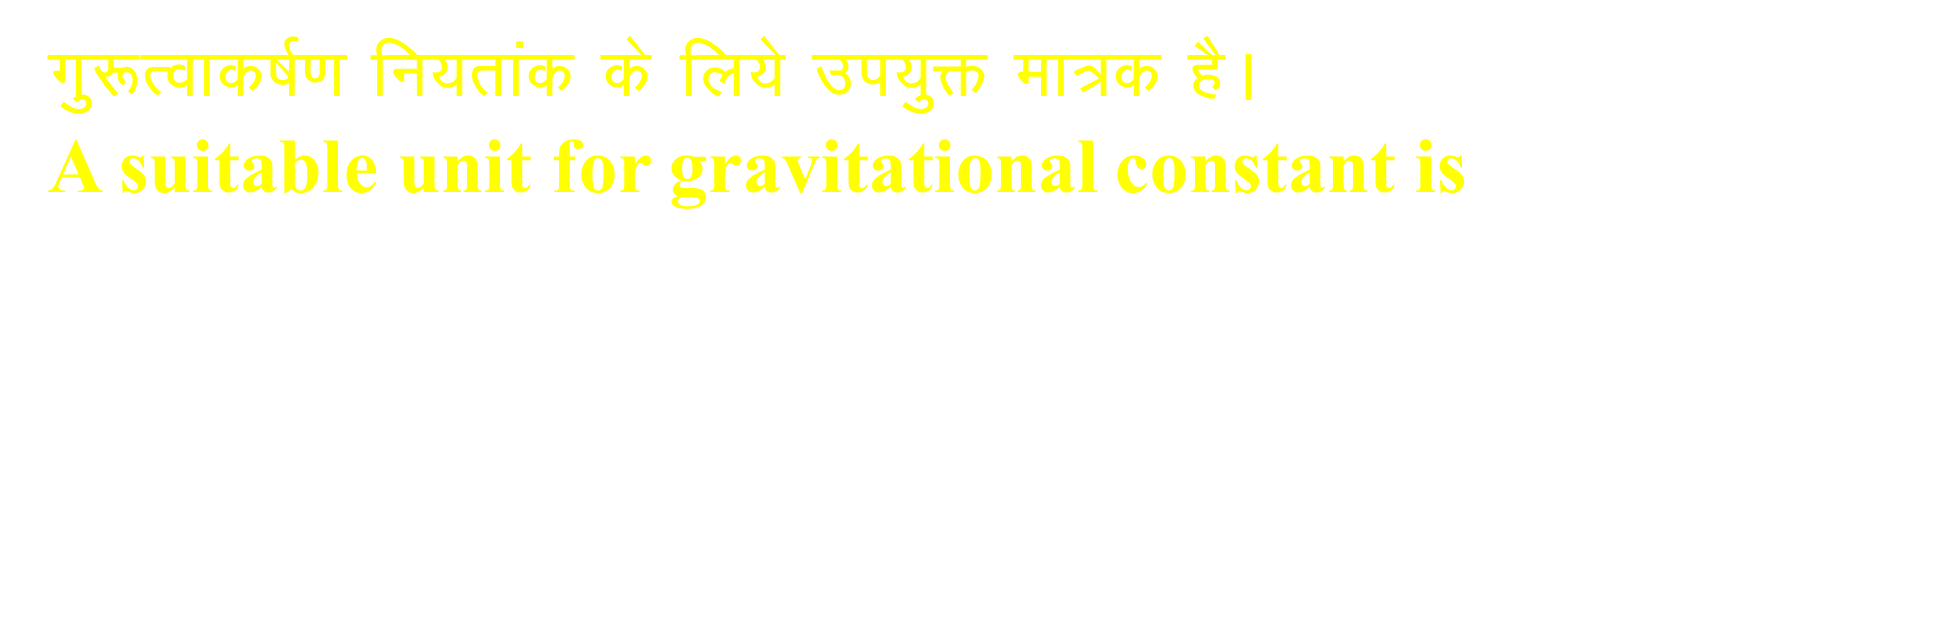 गुरूत्वाकर्षण नियतांक के लिये उपयुक्त मात्रक है।
A suitable unit for gravitational constant is